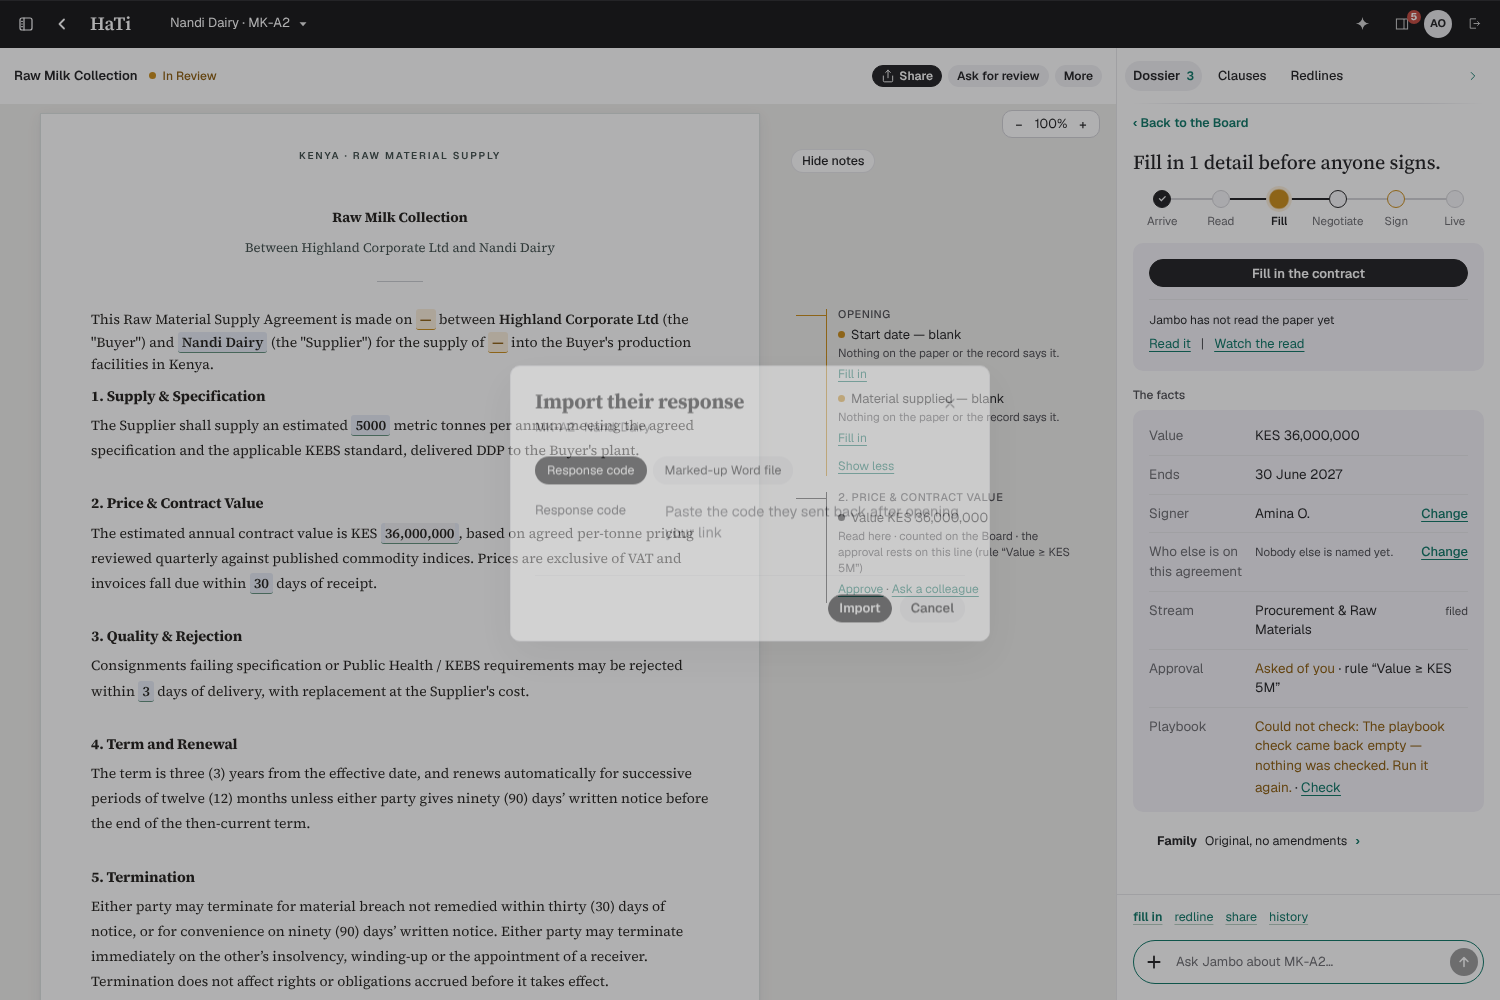 HaTi
Nandi Dairy · MK-A2
5
AO
Raw Milk Collection
In Review
Share
Ask for review
More
Dossier 3
Clauses
Redlines
− 100% +
Hide notes
KENYA · RAW MATERIAL SUPPLY
Raw Milk Collection
Between Highland Corporate Ltd and Nandi Dairy
This Raw Material Supply Agreement is made on — between Highland Corporate Ltd (the
"Buyer") and Nandi Dairy (the "Supplier") for the supply of — into the Buyer's production
facilities in Kenya.
1. Supply & Specification
The Supplier shall supply an estimated 5000 metric tonnes per annum meeting the agreed
specification and the applicable KEBS standard, delivered DDP to the Buyer's plant.
2. Price & Contract Value
The estimated annual contract value is KES 36,000,000, based on agreed per-tonne pricing
reviewed quarterly against published commodity indices. Prices are exclusive of VAT and
invoices fall due within 30 days of receipt.
3. Quality & Rejection
Consignments failing specification or Public Health / KEBS requirements may be rejected
within 3 days of delivery, with replacement at the Supplier's cost.
4. Term and Renewal
The term is three (3) years from the effective date, and renews automatically for successive
periods of twelve (12) months unless either party gives ninety (90) days’ written notice before
the end of the then-current term.
5. Termination
Either party may terminate for material breach not remedied within thirty (30) days of
notice, or for convenience on ninety (90) days’ written notice. Either party may terminate
immediately on the other’s insolvency, winding-up or the appointment of a receiver.
Termination does not affect rights or obligations accrued before it takes effect.
OPENING
Start date — blank
Nothing on the paper or the record says it.
Fill in
Material supplied — blank
Nothing on the paper or the record says it.
Fill in
Show less
2. PRICE & CONTRACT VALUE
Value KES 36,000,000
Read here · counted on the Board · the
approval rests on this line (rule “Value ≥ KES
5M”)
Approve · Ask a colleague
Import their response
MK-A2 · Nandi Dairy
Response code
Marked-up Word file
Response code
Paste the code they sent back after opening
your link
Import
Cancel
‹ Back to the Board
Fill in 1 detail before anyone signs.
Arrive
Read
Fill
Negotiate
Sign
Live
Fill in the contract
Jambo has not read the paper yet
Read it | Watch the read
The facts
Value KES 36,000,000
Ends 30 June 2027
Signer Amina O. Change
Who else is on
this agreement
Nobody else is named yet. Change
Stream Procurement & Raw
Materials
filed
Approval Asked of you · rule “Value ≥ KES
5M”
Playbook Could not check: The playbook
check came back empty —
nothing was checked. Run it
again. · Check
Family Original, no amendments ›
fill in redline share history
+ Ask Jambo about MK-A2…